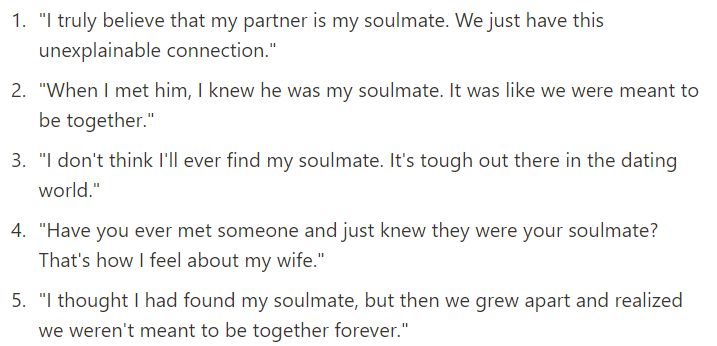 1. "I truly believe that my partner is my soulmate. We just have this
unexplainable connection."
2. "When I met him, I knew he was my soulmate. It was like we were meant to
be together."
3. "I don't think I'll ever find my soulmate. It's tough out there in the dating
world."
4. "Have you ever met someone and just knew they were your soulmate?
That's how I feel about my wife."
5. "I thought I had found my soulmate, but then we grew apart and realized
we weren't meant to be together forever."